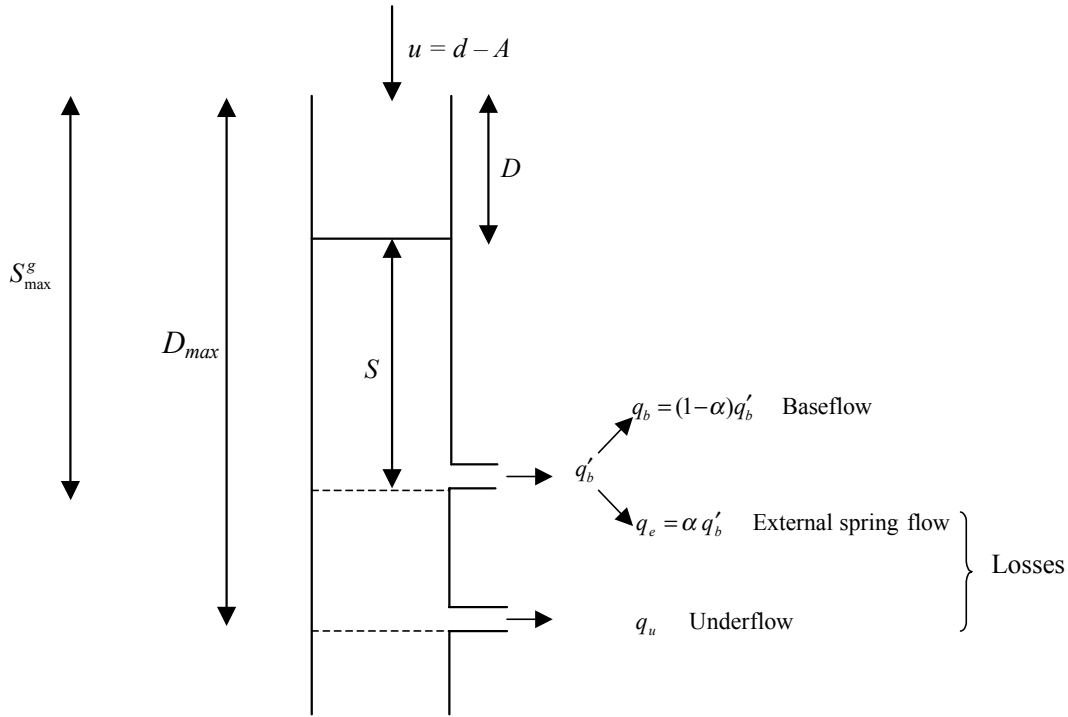 u = d – A
D
S^g_max
D_max
S
q_b = (1–α)q′_b Baseflow
q′_b
q_e = α q′_b External spring flow
Losses
q_u Underflow